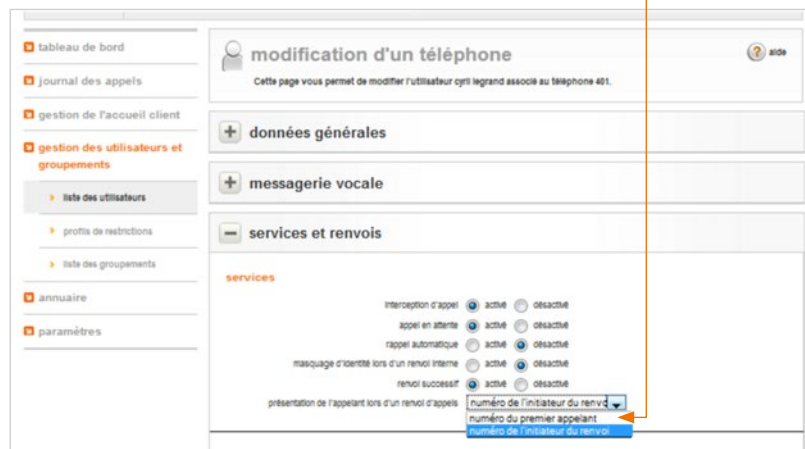 tableau de bord
journal des appels
gestion de l'accueil client
gestion des utilisateurs et
groupements
liste des utilisateurs
profils de restrictions
liste des groupements
annuaire
paramètres
modification d'un téléphone
aide
Cette page vous permet de modifier l'utilisateur cyril legrand associé au téléphone 401.
données générales
messagerie vocale
services et renvois
services
interception d'appel activé désactivé
appel en attente activé désactivé
rappel automatique activé désactivé
masquage d'identité lors d'un renvoi interne activé désactivé
renvoi successif activé désactivé
présentation de l'appelant lors d'un renvoi d'appels numéro de l'initiateur du renvo
numéro du premier appelant
numéro de l'initiateur du renvoi